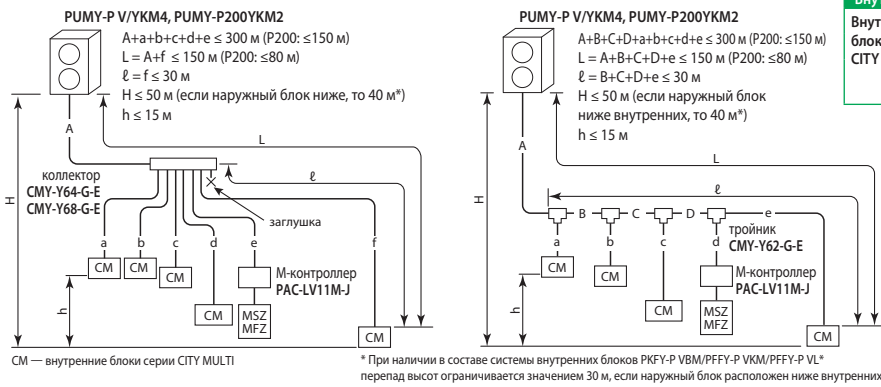 PUMY-P V/YKM4, PUMY-P200YKM2
A+a+b+c+d+e ≤ 300 м (P200: ≤150 м)
L = A+f ≤ 150 м (P200: ≤80 м)
ℓ = f ≤ 30 м
H ≤ 50 м (если наружный блок ниже, то 40 м*)
h ≤ 15 м
A
L
H
коллектор
CMY-Y64-G-E
CMY-Y68-G-E
ℓ
заглушка
a
b
c
d
e
f
CM
CM
CM
М-контроллер
PAC-LV11M-J
h
CM
MSZ
MFZ
CM
CM — внутренние блоки серии CITY MULTI
PUMY-P V/YKM4, PUMY-P200YKM2
A+B+C+D+a+b+c+d+e ≤ 300 м (P200: ≤150 м)
L = A+B+C+D+e ≤ 150 м (P200: ≤80 м)
ℓ = B+C+D+e ≤ 30 м
H ≤ 50 м (если наружный блок
ниже внутренних, то 40 м*)
h ≤ 15 м
A
L
H
ℓ
B
C
D
e
тройник
CMY-Y62-G-E
a
b
c
d
CM
CM
М-контроллер
PAC-LV11M-J
h
CM
MSZ
MFZ
CM
* При наличии в составе системы внутренних блоков PKFY-P VBM/PFFY-P VKM/PFFY-P VL*
перепад высот ограничивается значением 30 м, если наружный блок расположен ниже внутренних
Внут
блок
CITY